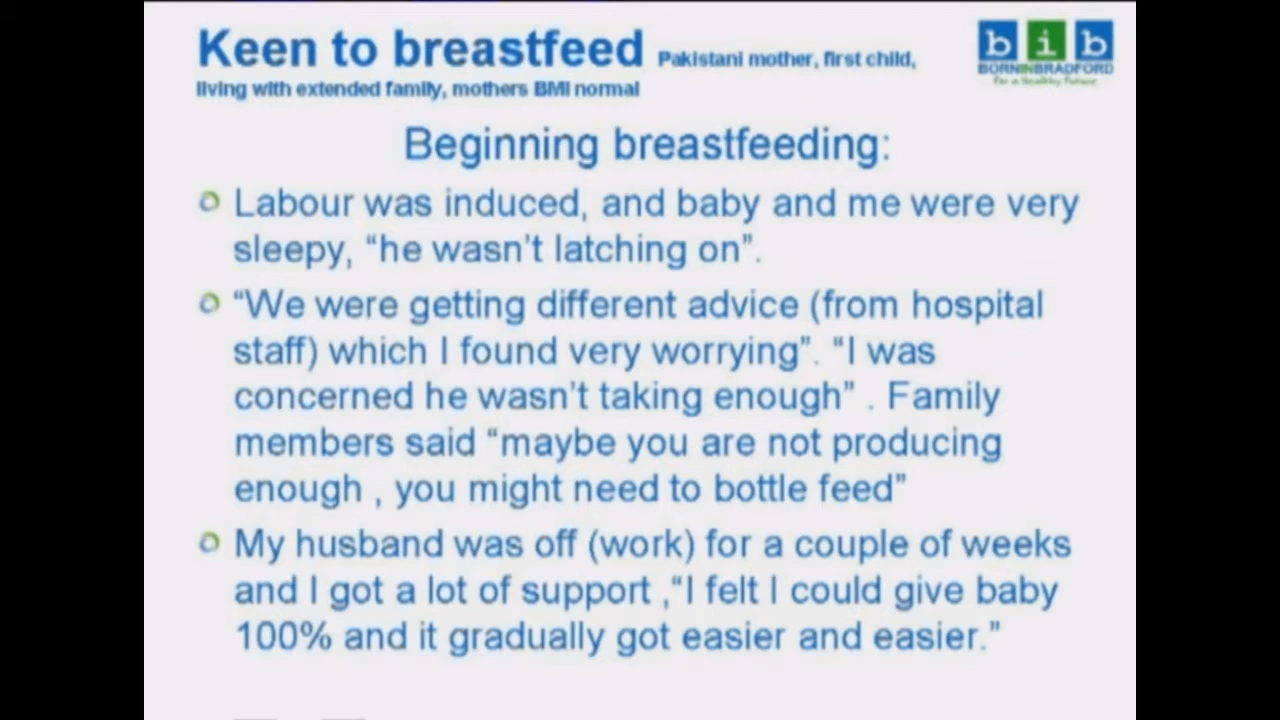 Keen to breastfeed Pakistani mother, first child,
living with extended family, mothers BMI normal
b i b
BORNINBRADFORD
For a Healthy Future
Beginning breastfeeding:
Labour was induced, and baby and me were very
sleepy, “he wasn’t latching on”.
“We were getting different advice (from hospital
staff) which I found very worrying”. “I was
concerned he wasn’t taking enough” . Family
members said “maybe you are not producing
enough , you might need to bottle feed”
My husband was off (work) for a couple of weeks
and I got a lot of support ,“I felt I could give baby
100% and it gradually got easier and easier.”